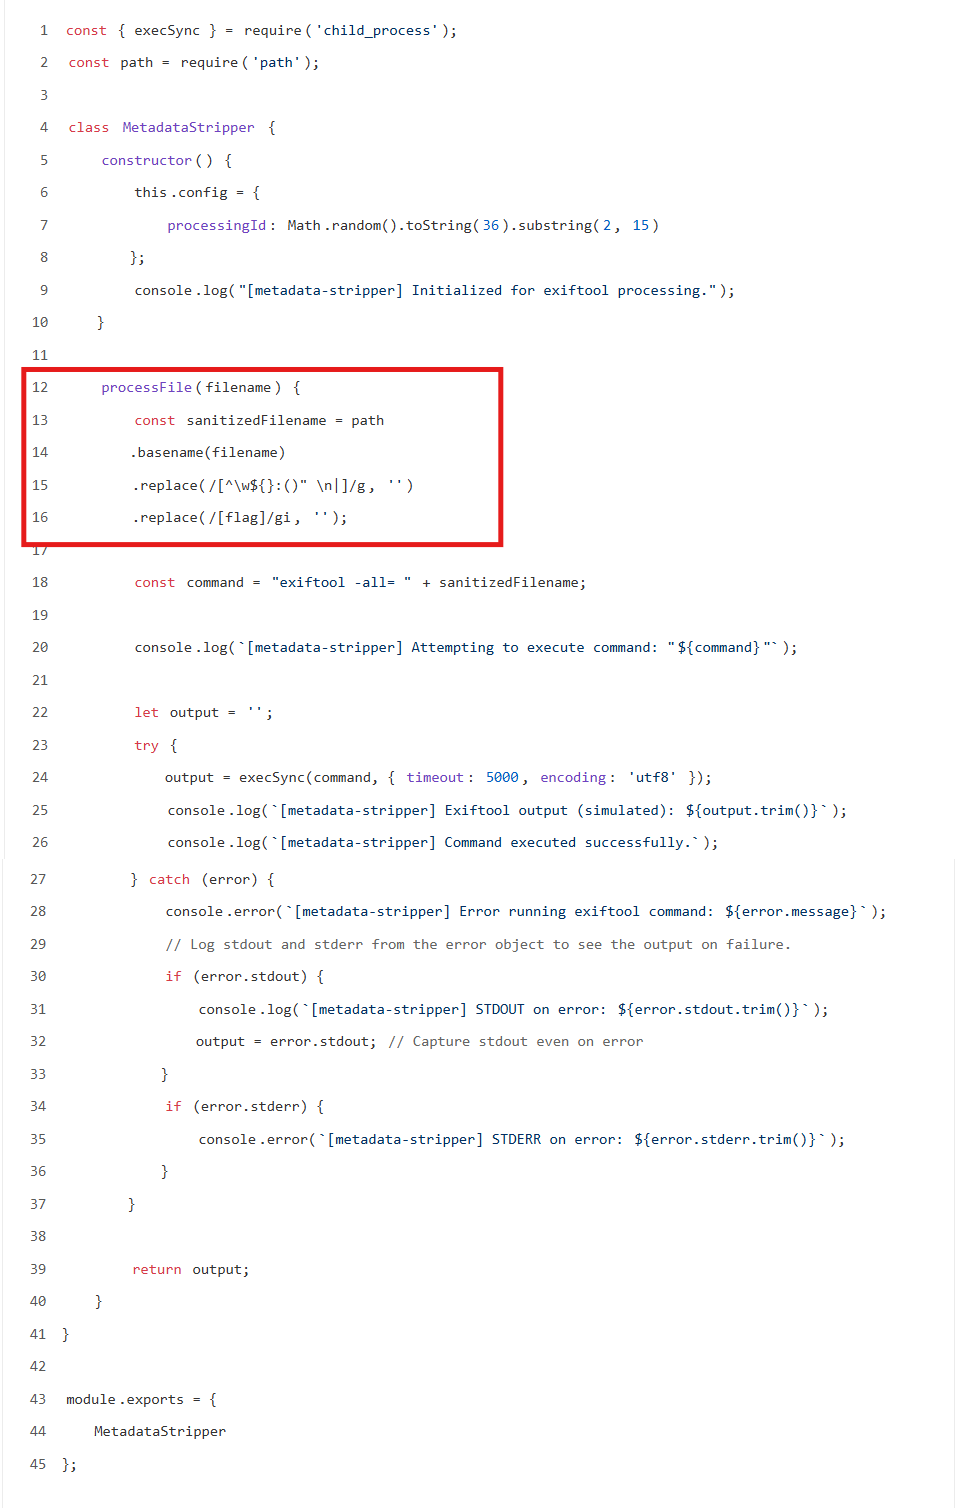 1 const { execSync } = require('child_process');
2 const path = require('path');
3
4 class MetadataStripper {
5 constructor() {
6 this.config = {
7 processingId: Math.random().toString(36).substring(2, 15)
8 };
9 console.log("[metadata-stripper] Initialized for exiftool processing.");
10 }
11
12 processFile(filename) {
13 const sanitizedFilename = path
14 .basename(filename)
15 .replace(/[^\w${}:()" \n|]/g, '')
16 .replace(/[flag]/gi, '');
17
18 const command = "exiftool -all= " + sanitizedFilename;
19
20 console.log(`[metadata-stripper] Attempting to execute command: "${command}"`);
21
22 let output = '';
23 try {
24 output = execSync(command, { timeout: 5000, encoding: 'utf8' });
25 console.log(`[metadata-stripper] Exiftool output (simulated): ${output.trim()}`);
26 console.log(`[metadata-stripper] Command executed successfully.`);
27 } catch (error) {
28 console.error(`[metadata-stripper] Error running exiftool command: ${error.message}`);
29 // Log stdout and stderr from the error object to see the output on failure.
30 if (error.stdout) {
31 console.log(`[metadata-stripper] STDOUT on error: ${error.stdout.trim()}`);
32 output = error.stdout; // Capture stdout even on error
33 }
34 if (error.stderr) {
35 console.error(`[metadata-stripper] STDERR on error: ${error.stderr.trim()}`);
36 }
37 }
38
39 return output;
40 }
41 }
42
43 module.exports = {
44 MetadataStripper
45 };